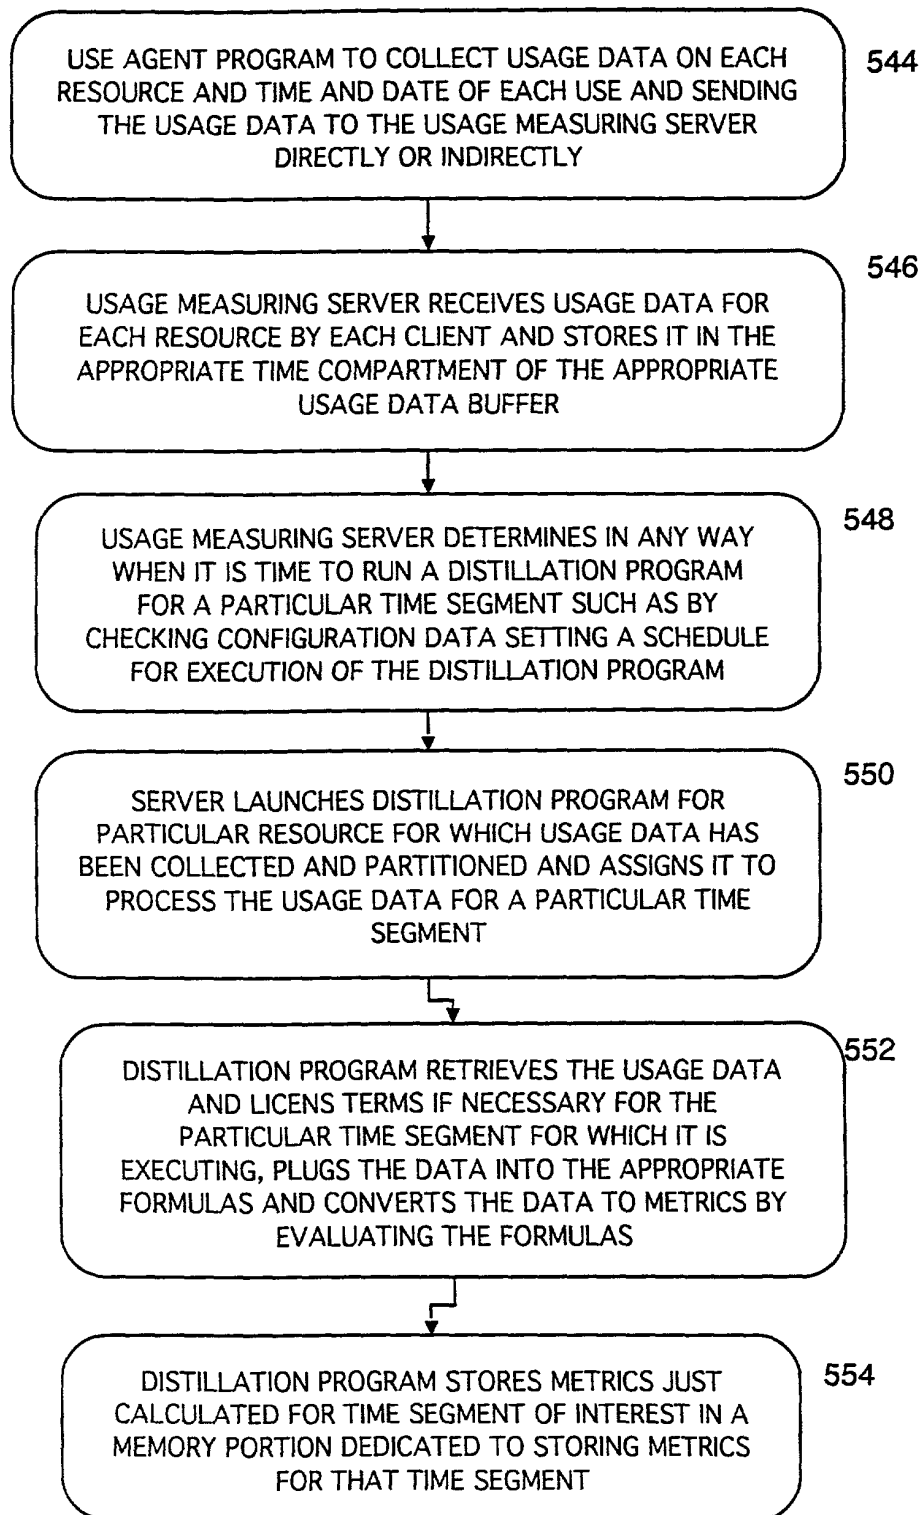 USE AGENT PROGRAM TO COLLECT USAGE DATA ON EACH
RESOURCE AND TIME AND DATE OF EACH USE AND SENDING
THE USAGE DATA TO THE USAGE MEASURING SERVER
DIRECTLY OR INDIRECTLY
544
USAGE MEASURING SERVER RECEIVES USAGE DATA FOR
EACH RESOURCE BY EACH CLIENT AND STORES IT IN THE
APPROPRIATE TIME COMPARTMENT OF THE APPROPRIATE
USAGE DATA BUFFER
546
USAGE MEASURING SERVER DETERMINES IN ANY WAY
WHEN IT IS TIME TO RUN A DISTILLATION PROGRAM
FOR A PARTICULAR TIME SEGMENT SUCH AS BY
CHECKING CONFIGURATION DATA SETTING A SCHEDULE
FOR EXECUTION OF THE DISTILLATION PROGRAM
548
SERVER LAUNCHES DISTILLATION PROGRAM FOR
PARTICULAR RESOURCE FOR WHICH USAGE DATA HAS
BEEN COLLECTED AND PARTITIONED AND ASSIGNS IT TO
PROCESS THE USAGE DATA FOR A PARTICULAR TIME
SEGMENT
550
DISTILLATION PROGRAM RETRIEVES THE USAGE DATA
AND LICENS TERMS IF NECESSARY FOR THE
PARTICULAR TIME SEGMENT FOR WHICH IT IS
EXECUTING, PLUGS THE DATA INTO THE APPROPRIATE
FORMULAS AND CONVERTS THE DATA TO METRICS BY
EVALUATING THE FORMULAS
552
DISTILLATION PROGRAM STORES METRICS JUST
CALCULATED FOR TIME SEGMENT OF INTEREST IN A
MEMORY PORTION DEDICATED TO STORING METRICS
FOR THAT TIME SEGMENT
554